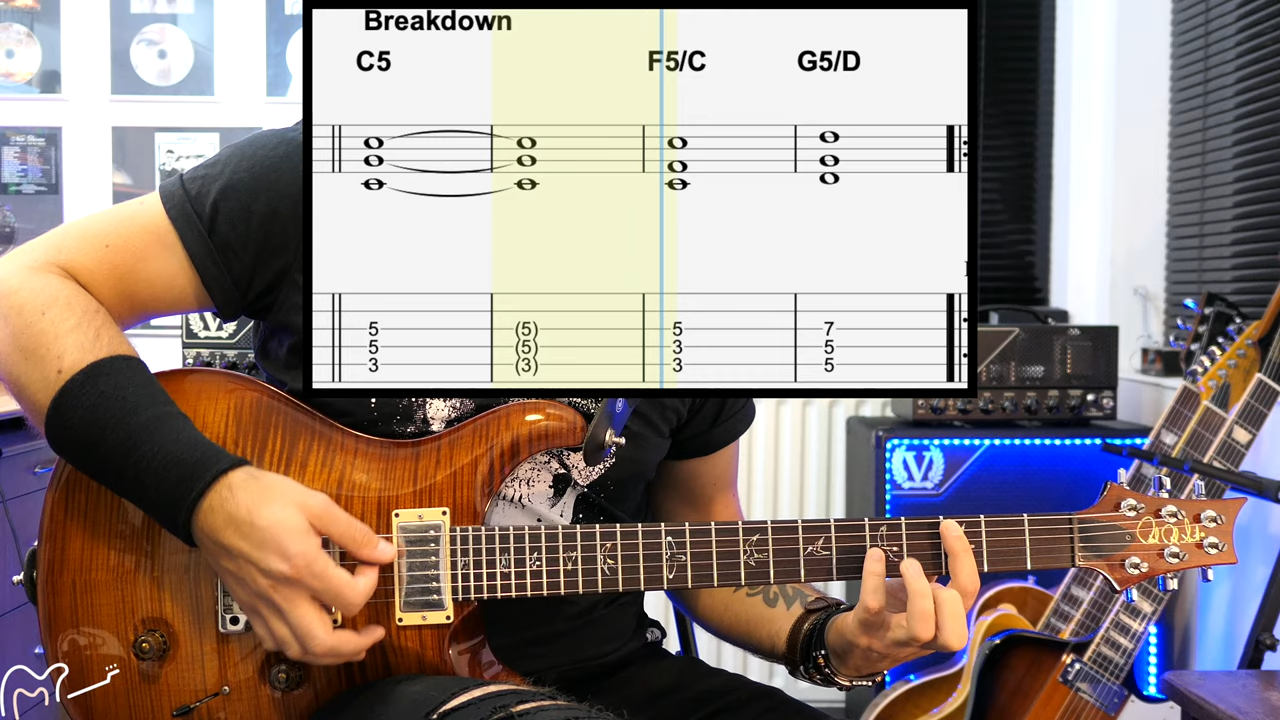 Breakdown
C5 F5/C G5/D
5 (5) 5 7
5 (5) 3 5
3 (3) 3 5
V
V